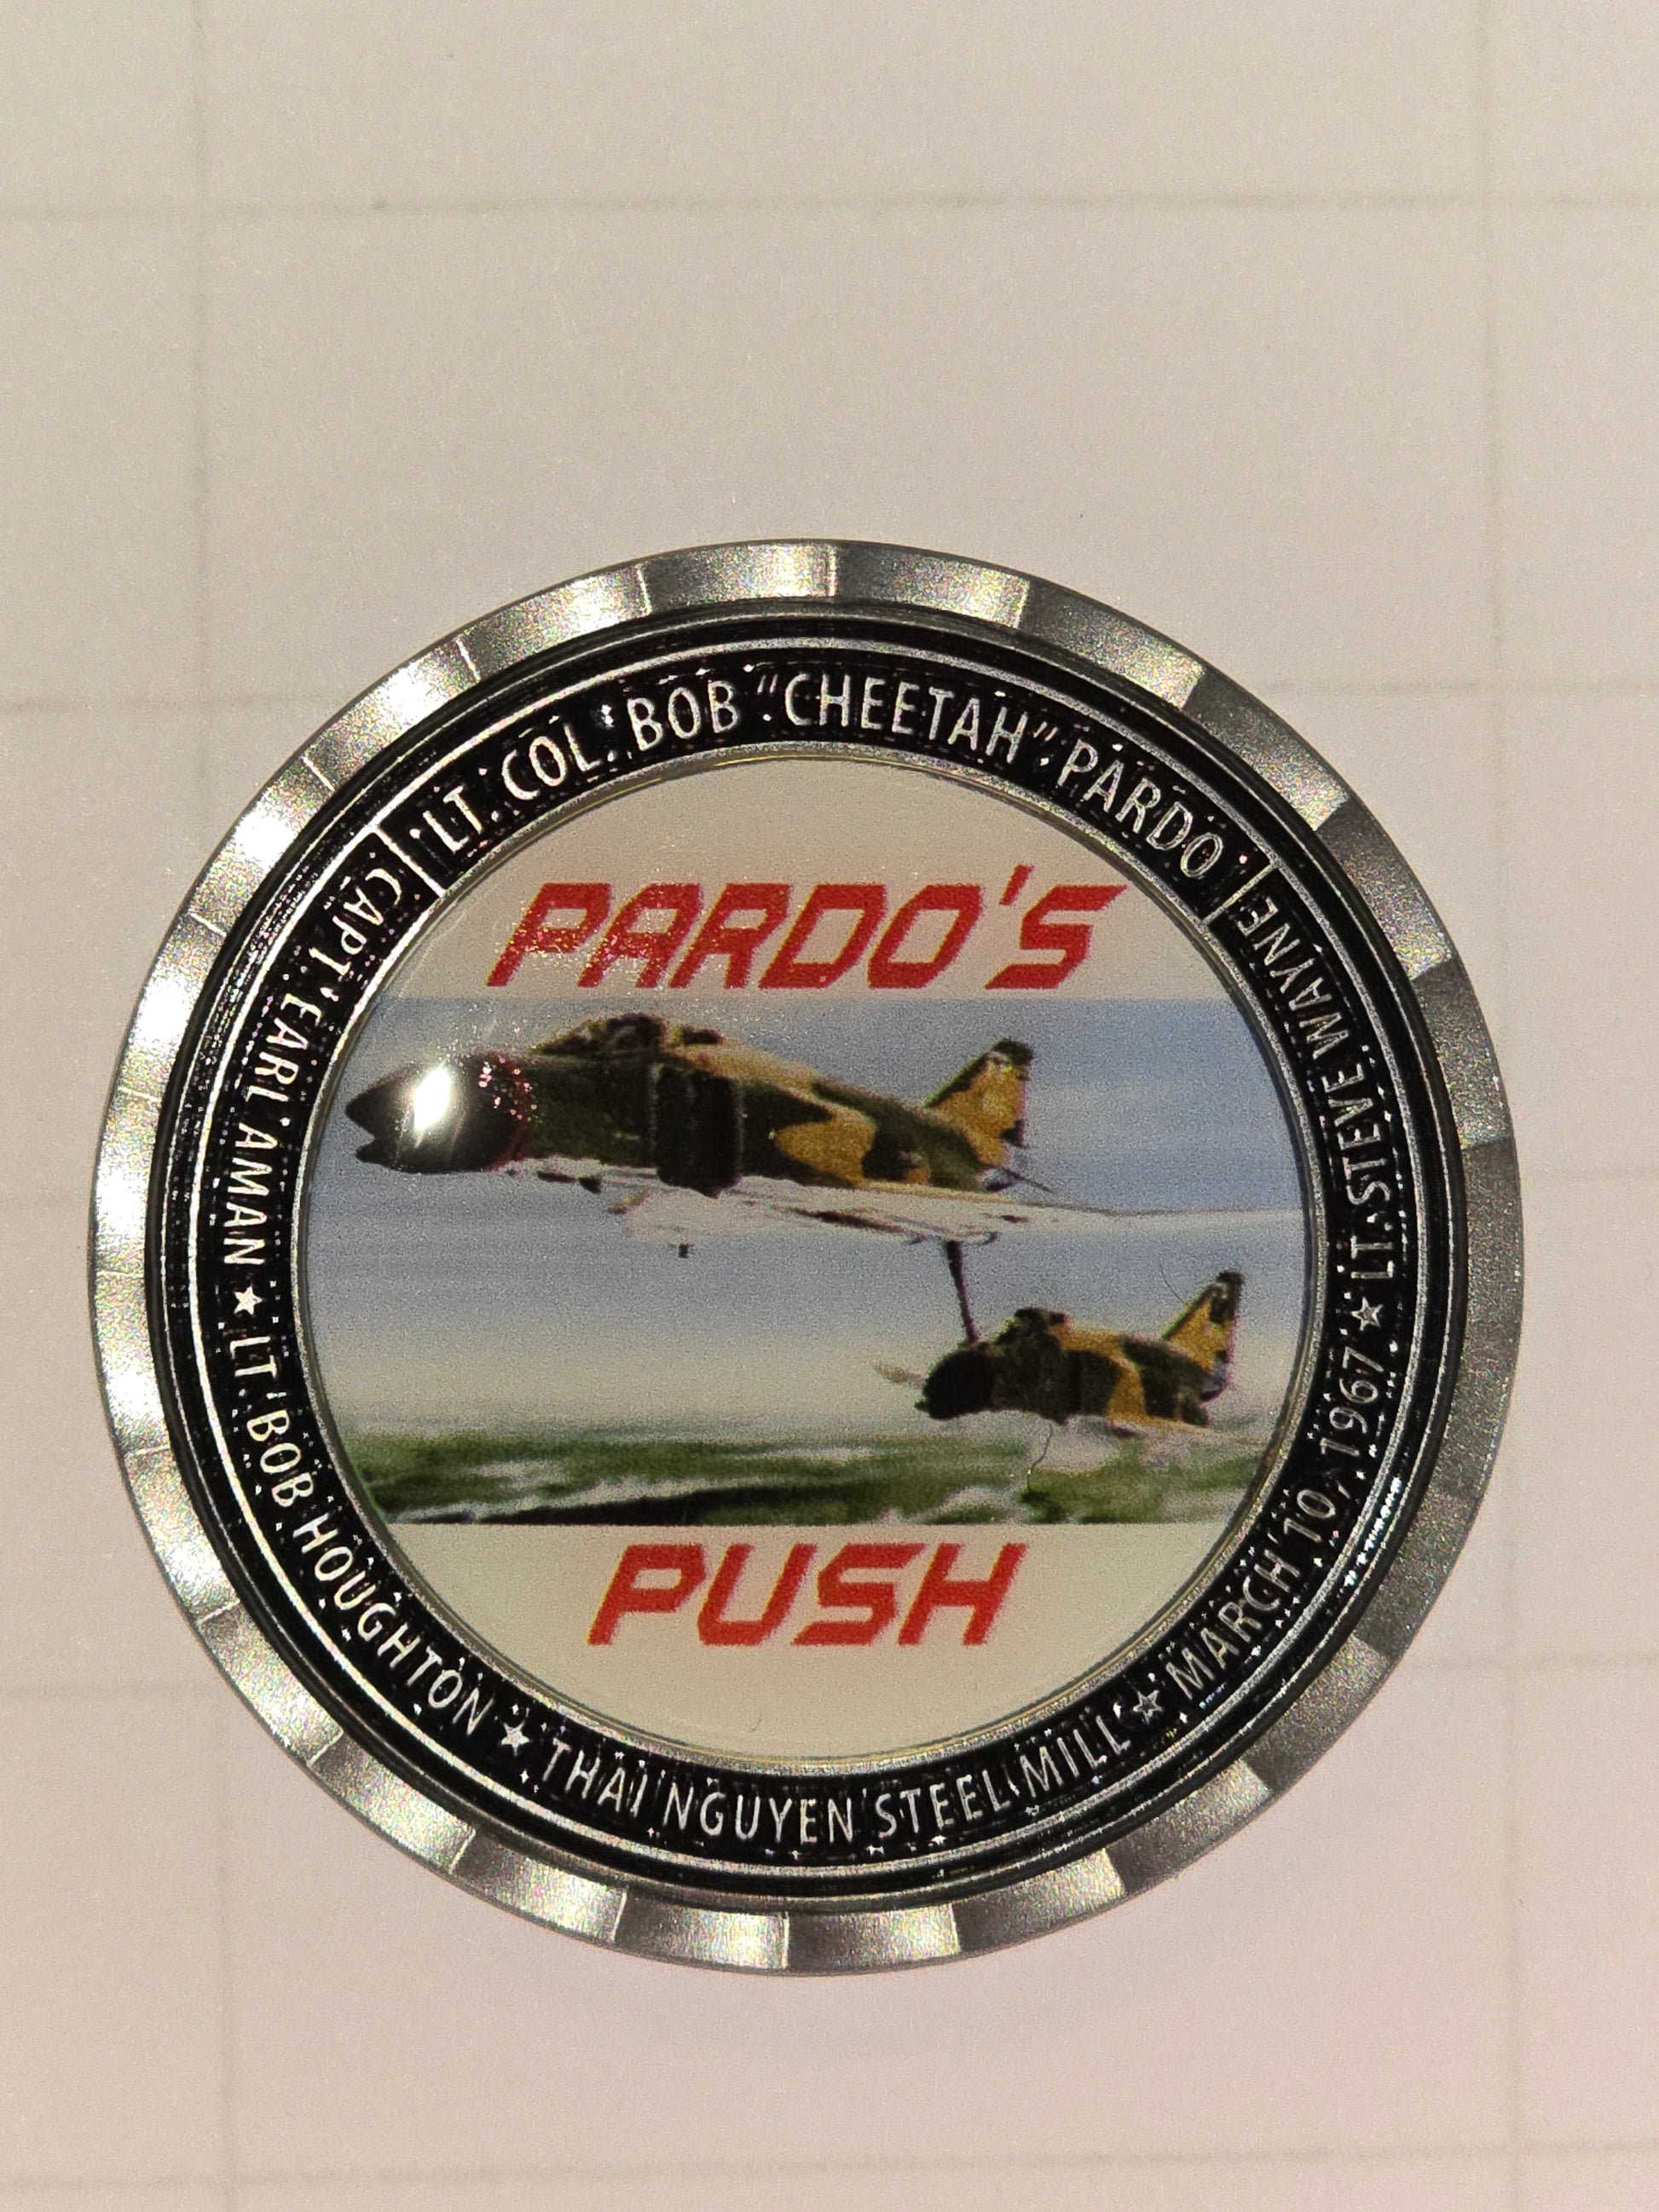 LT. COL. BOB "CHEETAH" PARDO
LT. STEVE WAYNE
★ MARCH 10, 1967
★ THAI NGUYEN STEEL MILL
★ LT. BOB HOUGHTON
★ CAPT. EARL AMAN
PARDO'S
PUSH